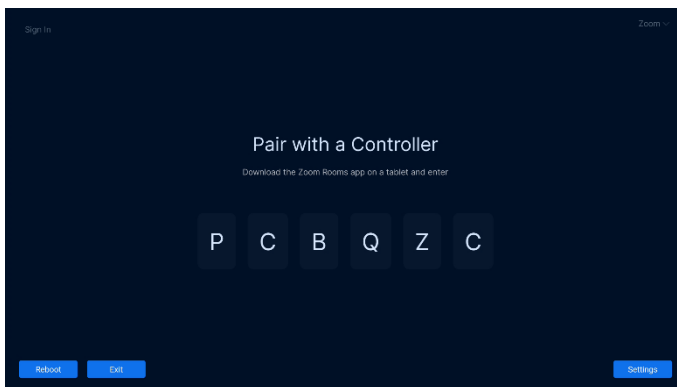 Sign In
Zoom
Pair with a Controller
Download the Zoom Rooms app on a tablet and enter
P C B Q Z C
Reboot Exit Settings